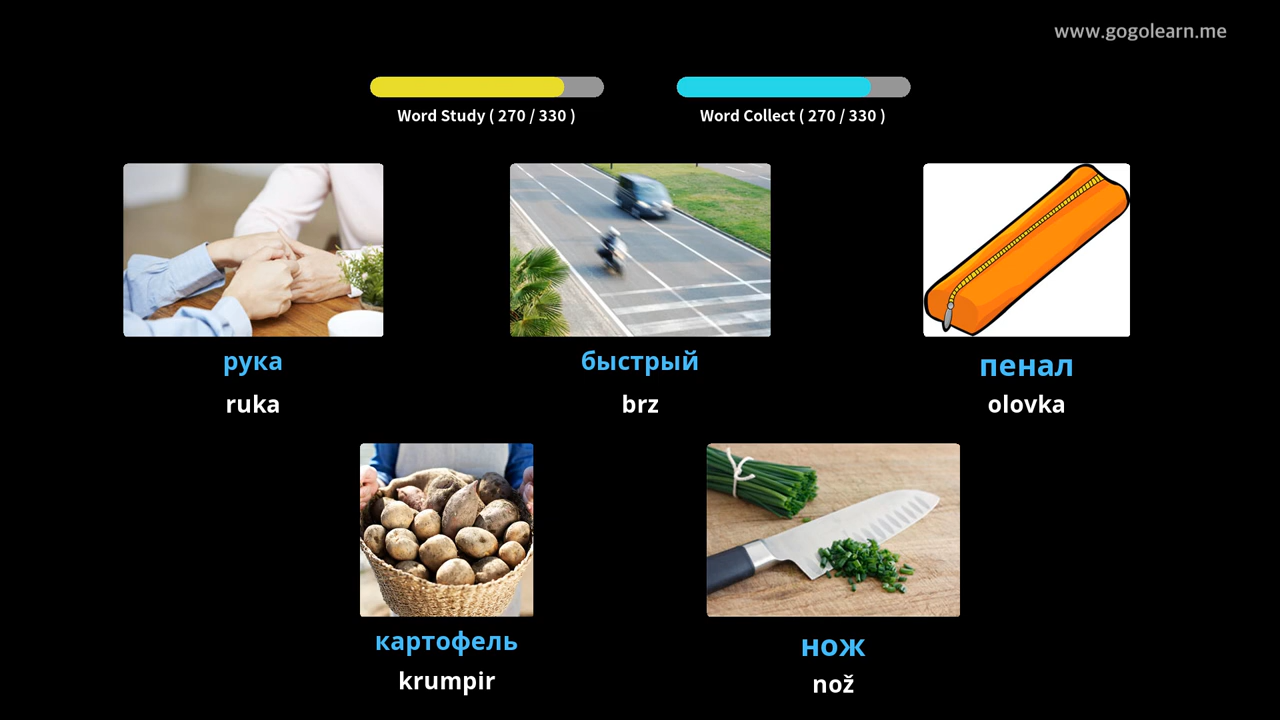 www.gogolearn.me
Word Study ( 270 / 330 )
Word Collect ( 270 / 330 )
рука
ruka
быстрый
brz
пенал
olovka
картофель
krumpir
нож
nož